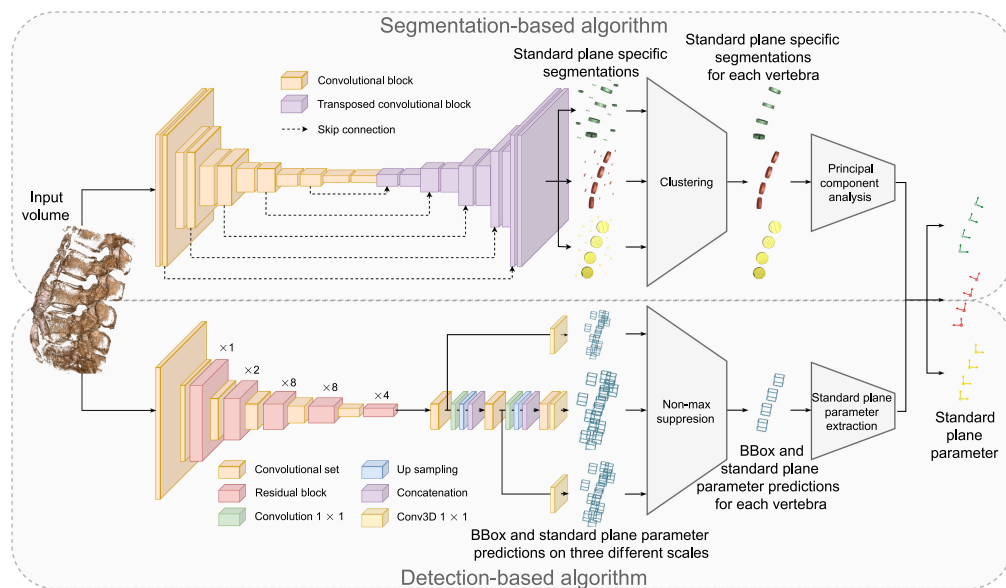 Segmentation-based algorithm
Standard plane specific
segmentations
Standard plane specific
segmentations
for each vertebra
Convolutional block
Transposed convolutional block
Skip connection
Clustering
Principal
component
analysis
Input
volume
×1
×2
×8
×8
×4
Non-max
suppresion
Standard plane
parameter
extraction
Standard
plane
parameter
BBox and
standard plane
parameter predictions
for each vertebra
Convolutional set
Up sampling
Residual block
Concatenation
Convolution 1 × 1
Conv3D 1 × 1
BBox and standard plane parameter
predictions on three different scales
Detection-based algorithm